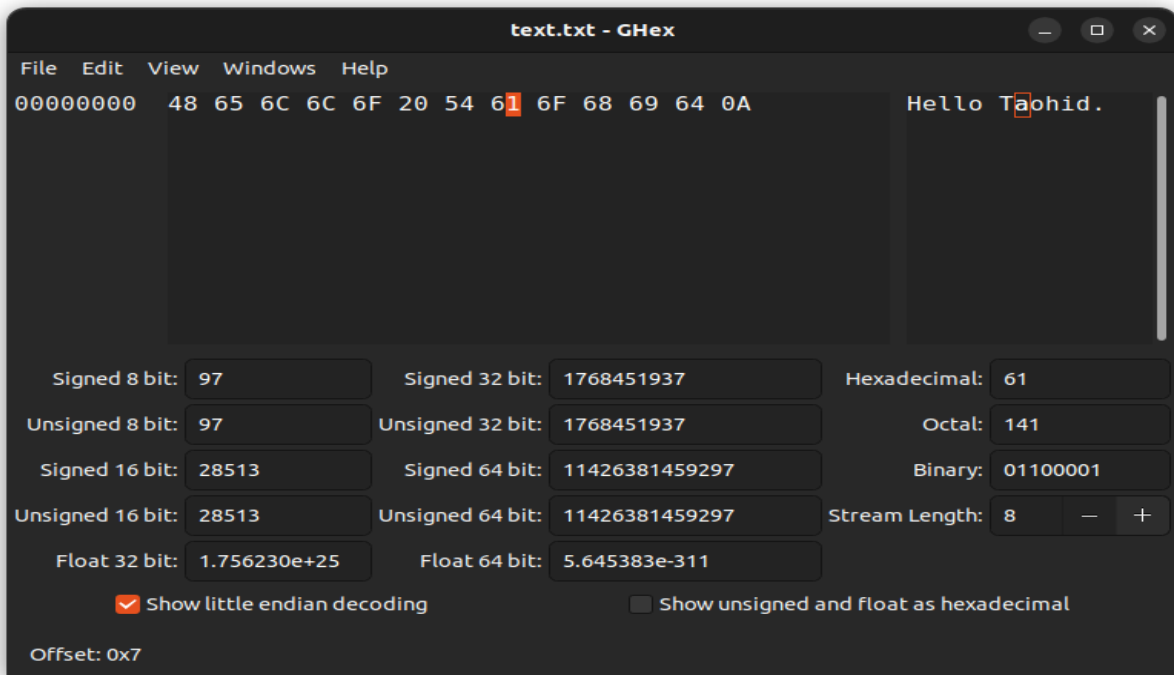 text.txt - GHex
File Edit View Windows Help
00000000 48 65 6C 6C 6F 20 54 61 6F 68 69 64 0A Hello Taohid.
Signed 8 bit: 97 Signed 32 bit: 1768451937 Hexadecimal: 61
Unsigned 8 bit: 97 Unsigned 32 bit: 1768451937 Octal: 141
Signed 16 bit: 28513 Signed 64 bit: 11426381459297 Binary: 01100001
Unsigned 16 bit: 28513 Unsigned 64 bit: 11426381459297 Stream Length: 8 – +
Float 32 bit: 1.756230e+25 Float 64 bit: 5.645383e-311
Show little endian decoding Show unsigned and float as hexadecimal
Offset: 0x7